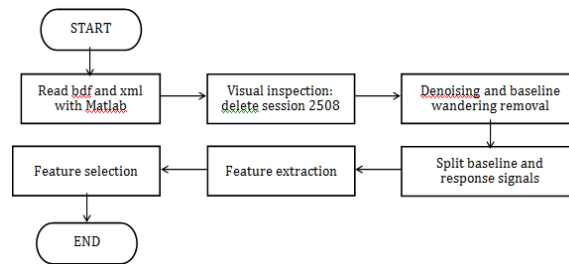 START
Read bdf and xml
with Matlab
Visual inspection:
delete session 2508
Denoising and baseline
wandering removal
Split baseline and
response signals
Feature extraction
Feature selection
END